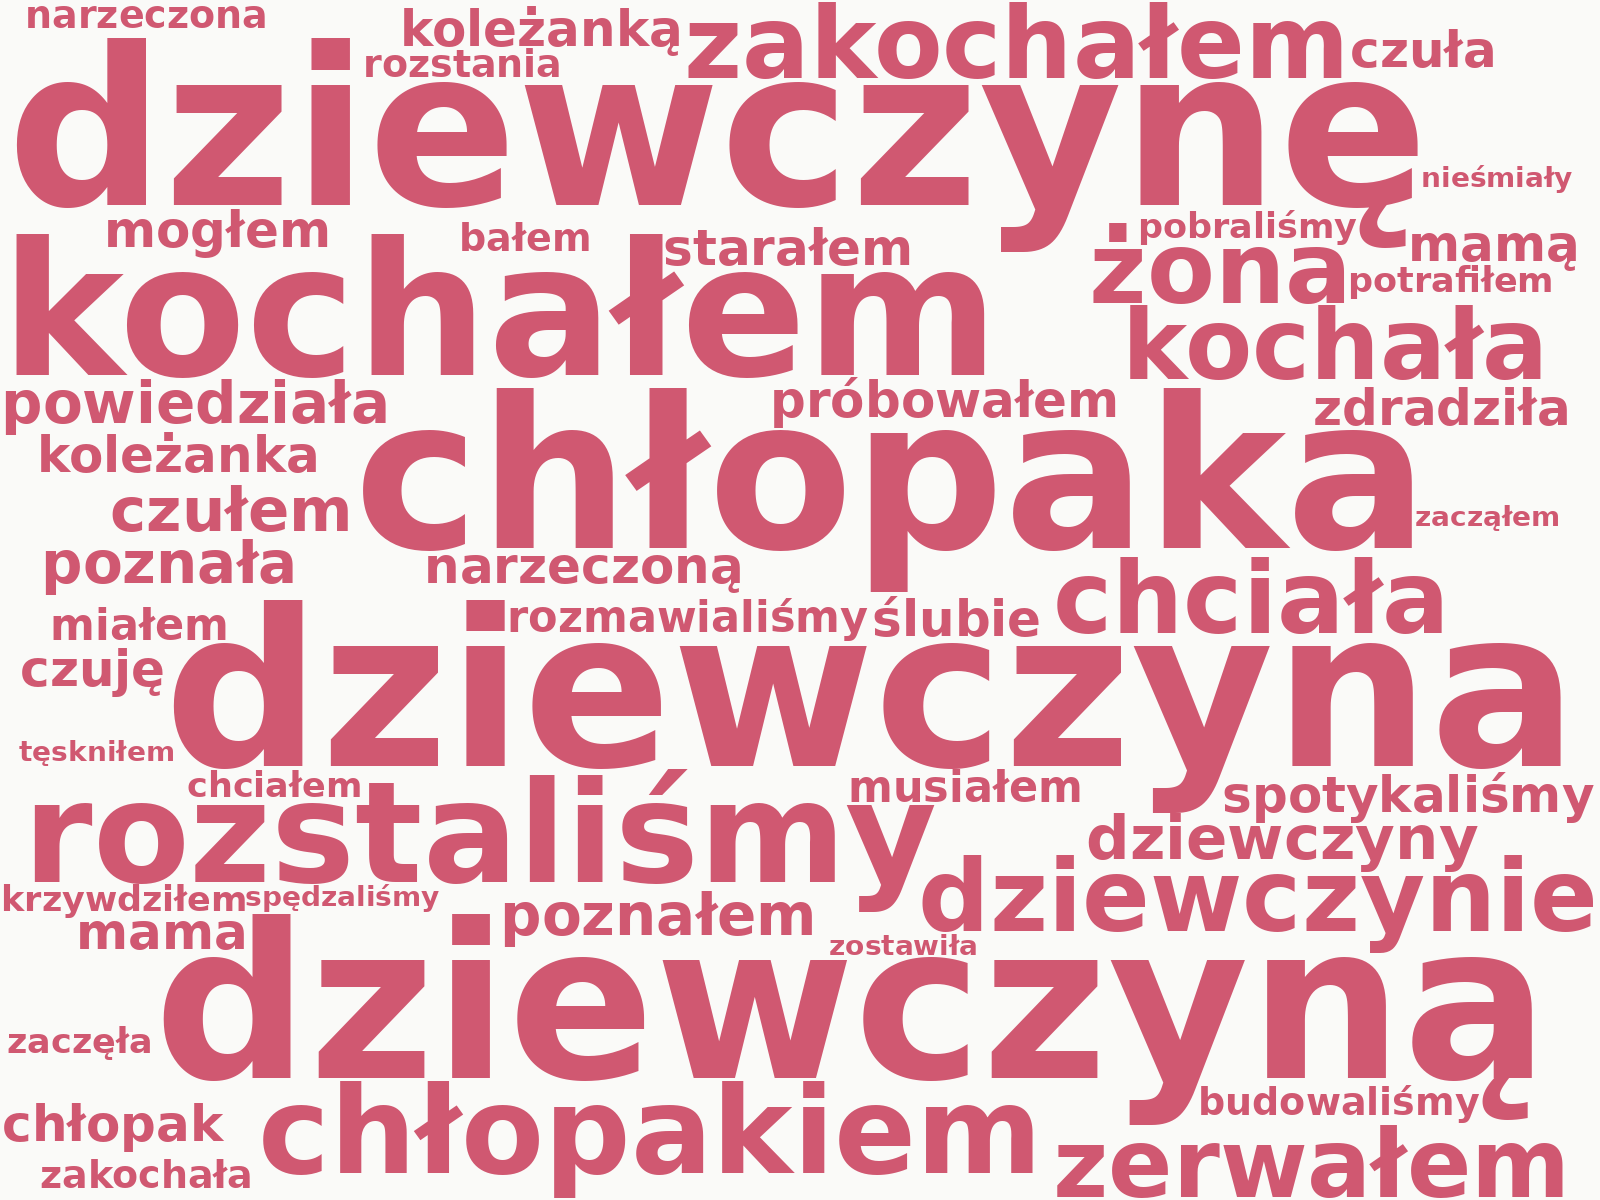 narzeczona
koleżanką
zakochałem
czuła
rozstania
dziewczynę
nieśmiały
mogłem
bałem
starałem
pobraliśmy
mamą
żona
potrafiłem
kochałem
kochała
powiedziała
próbowałem
zdradziła
koleżanka
chłopaka
czułem
zacząłem
poznała
narzeczoną
chciała
miałem
rozmawialiśmy
ślubie
czuję
dziewczyna
tęskniłem
chciałem
musiałem
spotykaliśmy
rozstaliśmy
dziewczyny
krzywdziłem
spędzaliśmy
poznałem
dziewczynie
mama
zostawiła
dziewczyną
zaczęła
chłopak
chłopakiem
budowaliśmy
zakochała
zerwałem